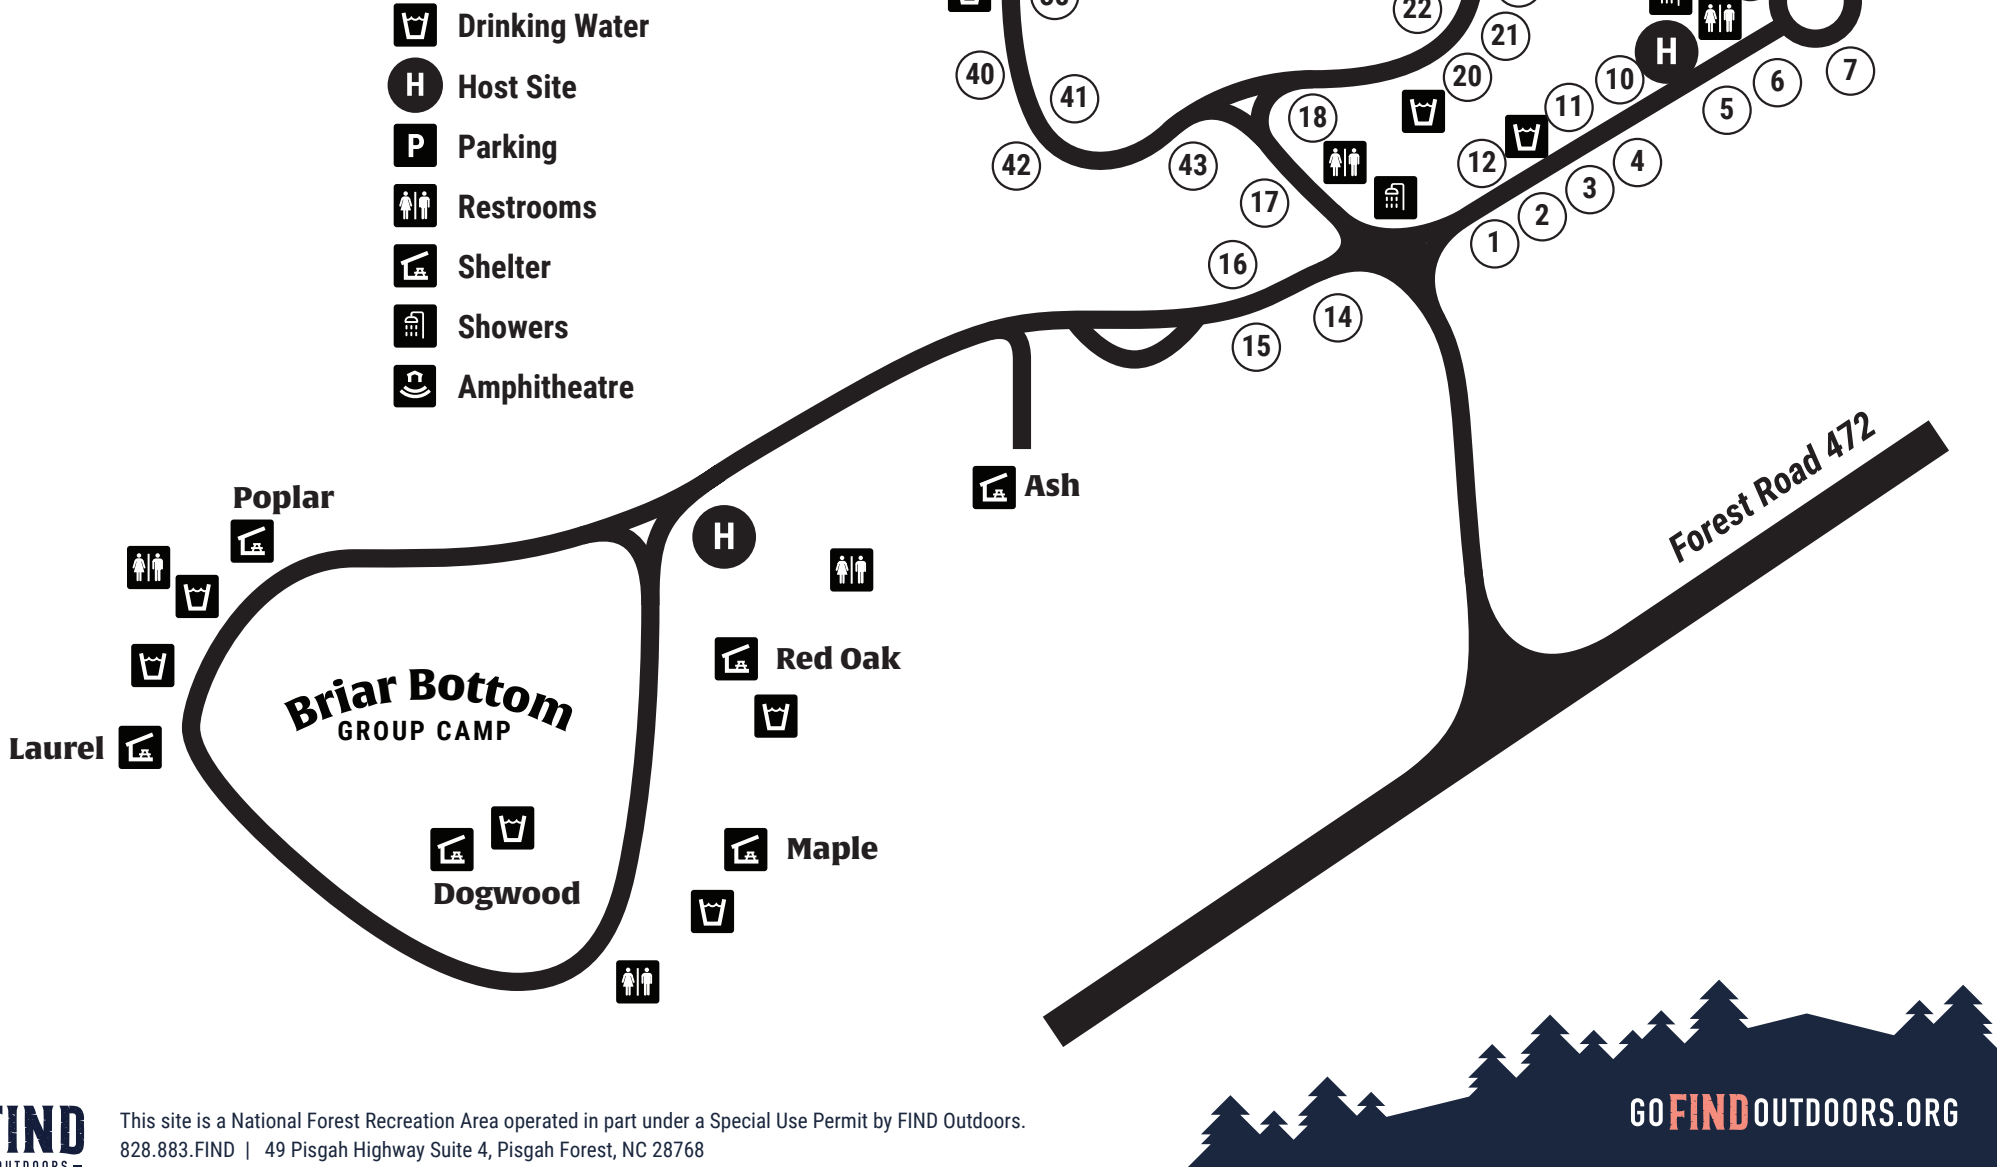 Drinking Water
H Host Site
P Parking
Restrooms
Shelter
Showers
Amphitheatre
22
21
20
40
41
42
43
18
17
16
15
14
12
11
10
H
1
2
3
4
5
6
7
Forest Road 472
Ash
H
Poplar
Red Oak
Briar Bottom
GROUP CAMP
Laurel
Maple
Dogwood
FIND
This site is a National Forest Recreation Area operated in part under a Special Use Permit by FIND Outdoors.
828.883.FIND | 49 Pisgah Highway Suite 4, Pisgah Forest, NC 28768
GOFINDOUTDOORS.ORG